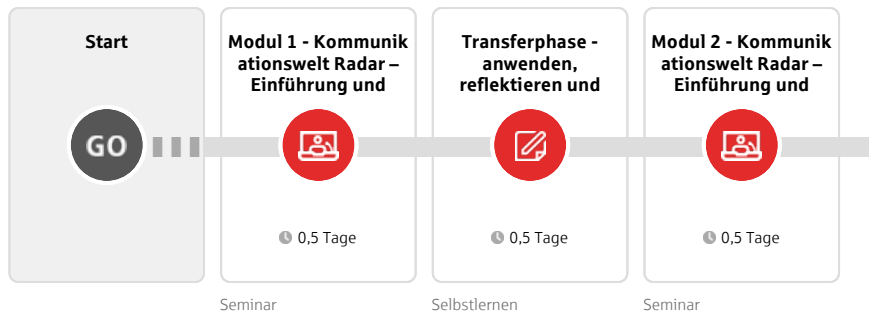 Start
GO
Modul 1 - Kommunik
ationswelt Radar –
Einführung und
0,5 Tage
Seminar
Transferphase -
anwenden,
reflektieren und
0,5 Tage
Selbstlernen
Modul 2 - Kommunik
ationswelt Radar –
Einführung und
0,5 Tage
Seminar